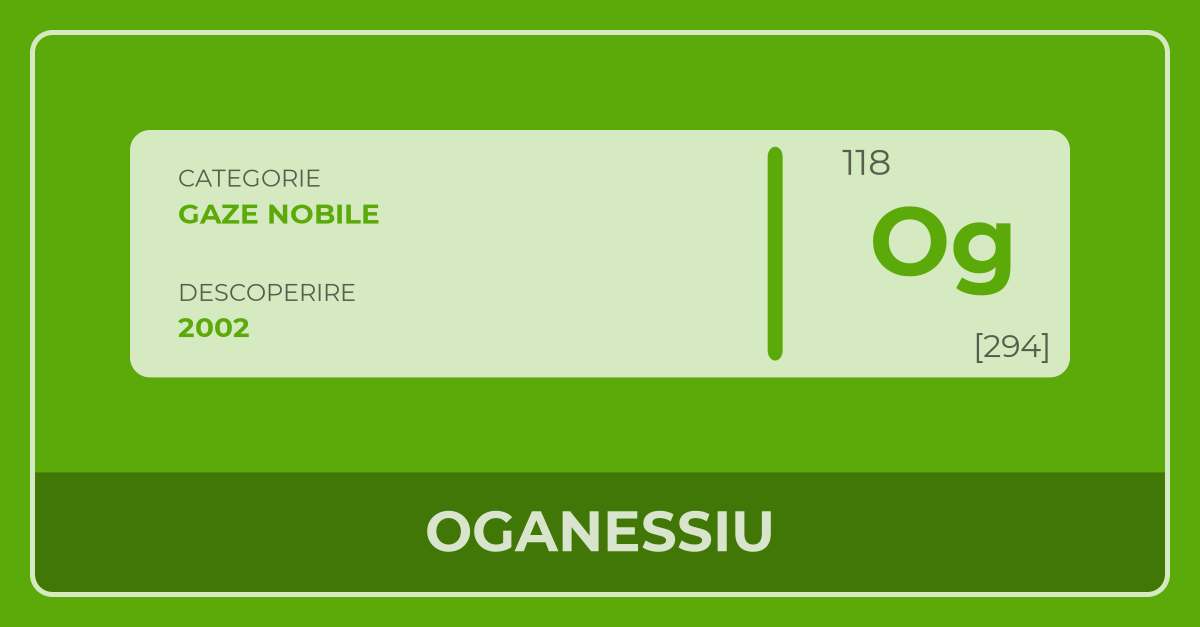 CATEGORIE
GAZE NOBILE
DESCOPERIRE
2002
118
Og
[294]
OGANESSIU